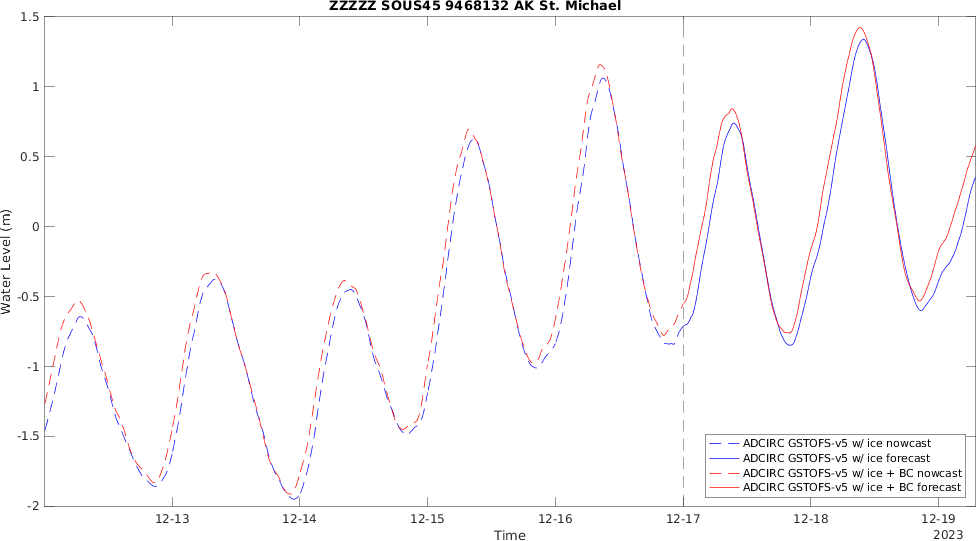 ZZZZZ SOUS45 9468132 AK St. Michael
1.5
1
0.5
0
-0.5
-1
-1.5
-2
Water Level (m)
12-13
12-14
12-15
12-16
12-17
12-18
12-19
2023
Time
ADCIRC GSTOFS-v5 w/ ice nowcast
ADCIRC GSTOFS-v5 w/ ice forecast
ADCIRC GSTOFS-v5 w/ ice + BC nowcast
ADCIRC GSTOFS-v5 w/ ice + BC forecast